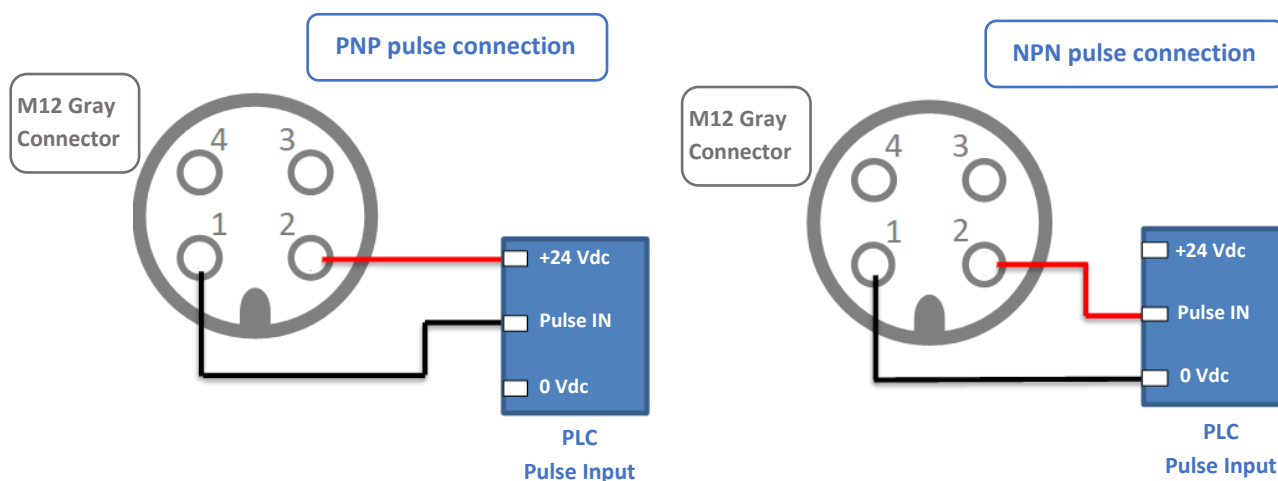 PNP pulse connection
M12 Gray
Connector
4 3
1 2
+24 Vdc
Pulse IN
0 Vdc
PLC
Pulse Input
NPN pulse connection
M12 Gray
Connector
4 3
1 2
+24 Vdc
Pulse IN
0 Vdc
PLC
Pulse Input